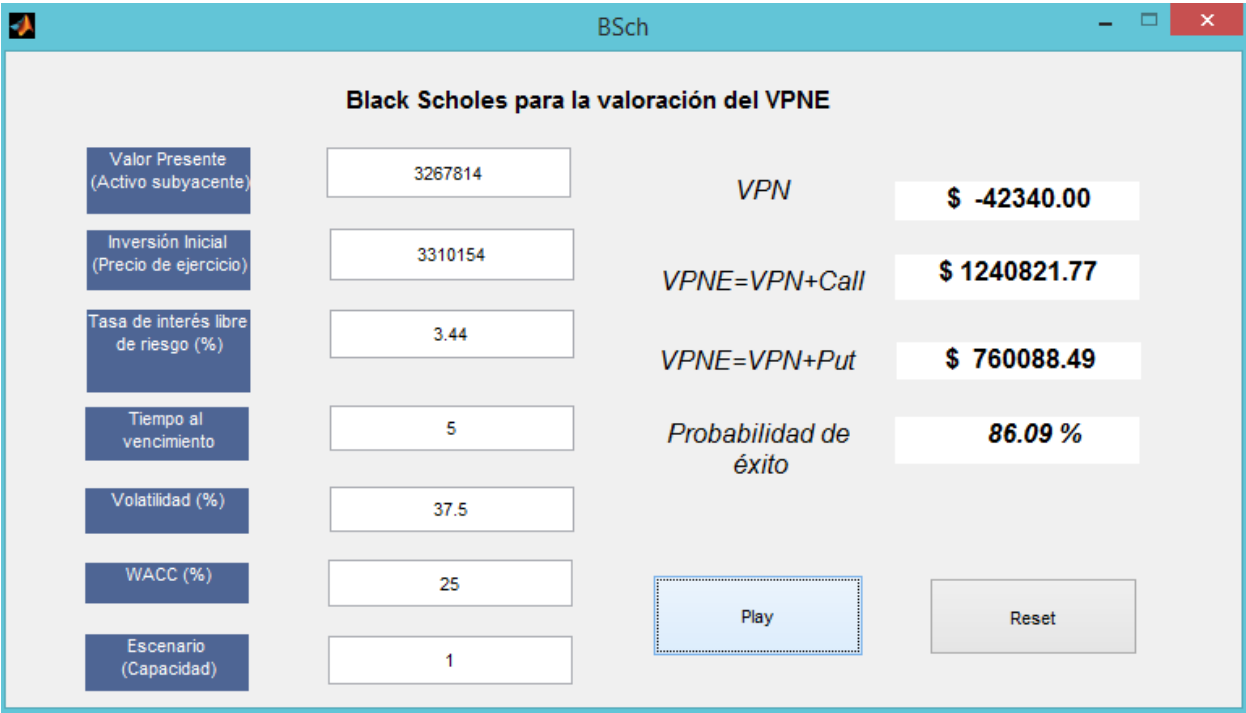 BSch
Black Scholes para la valoración del VPNE
Valor Presente
(Activo subyacente)
3267814
Inversión Inicial
(Precio de ejercicio)
3310154
Tasa de interés libre
de riesgo (%)
3.44
Tiempo al
vencimiento
5
Volatilidad (%)
37.5
WACC (%)
25
Escenario
(Capacidad)
1
VPN
$ -42340.00
VPNE=VPN+Call
$ 1240821.77
VPNE=VPN+Put
$ 760088.49
Probabilidad de
éxito
86.09 %
Play
Reset